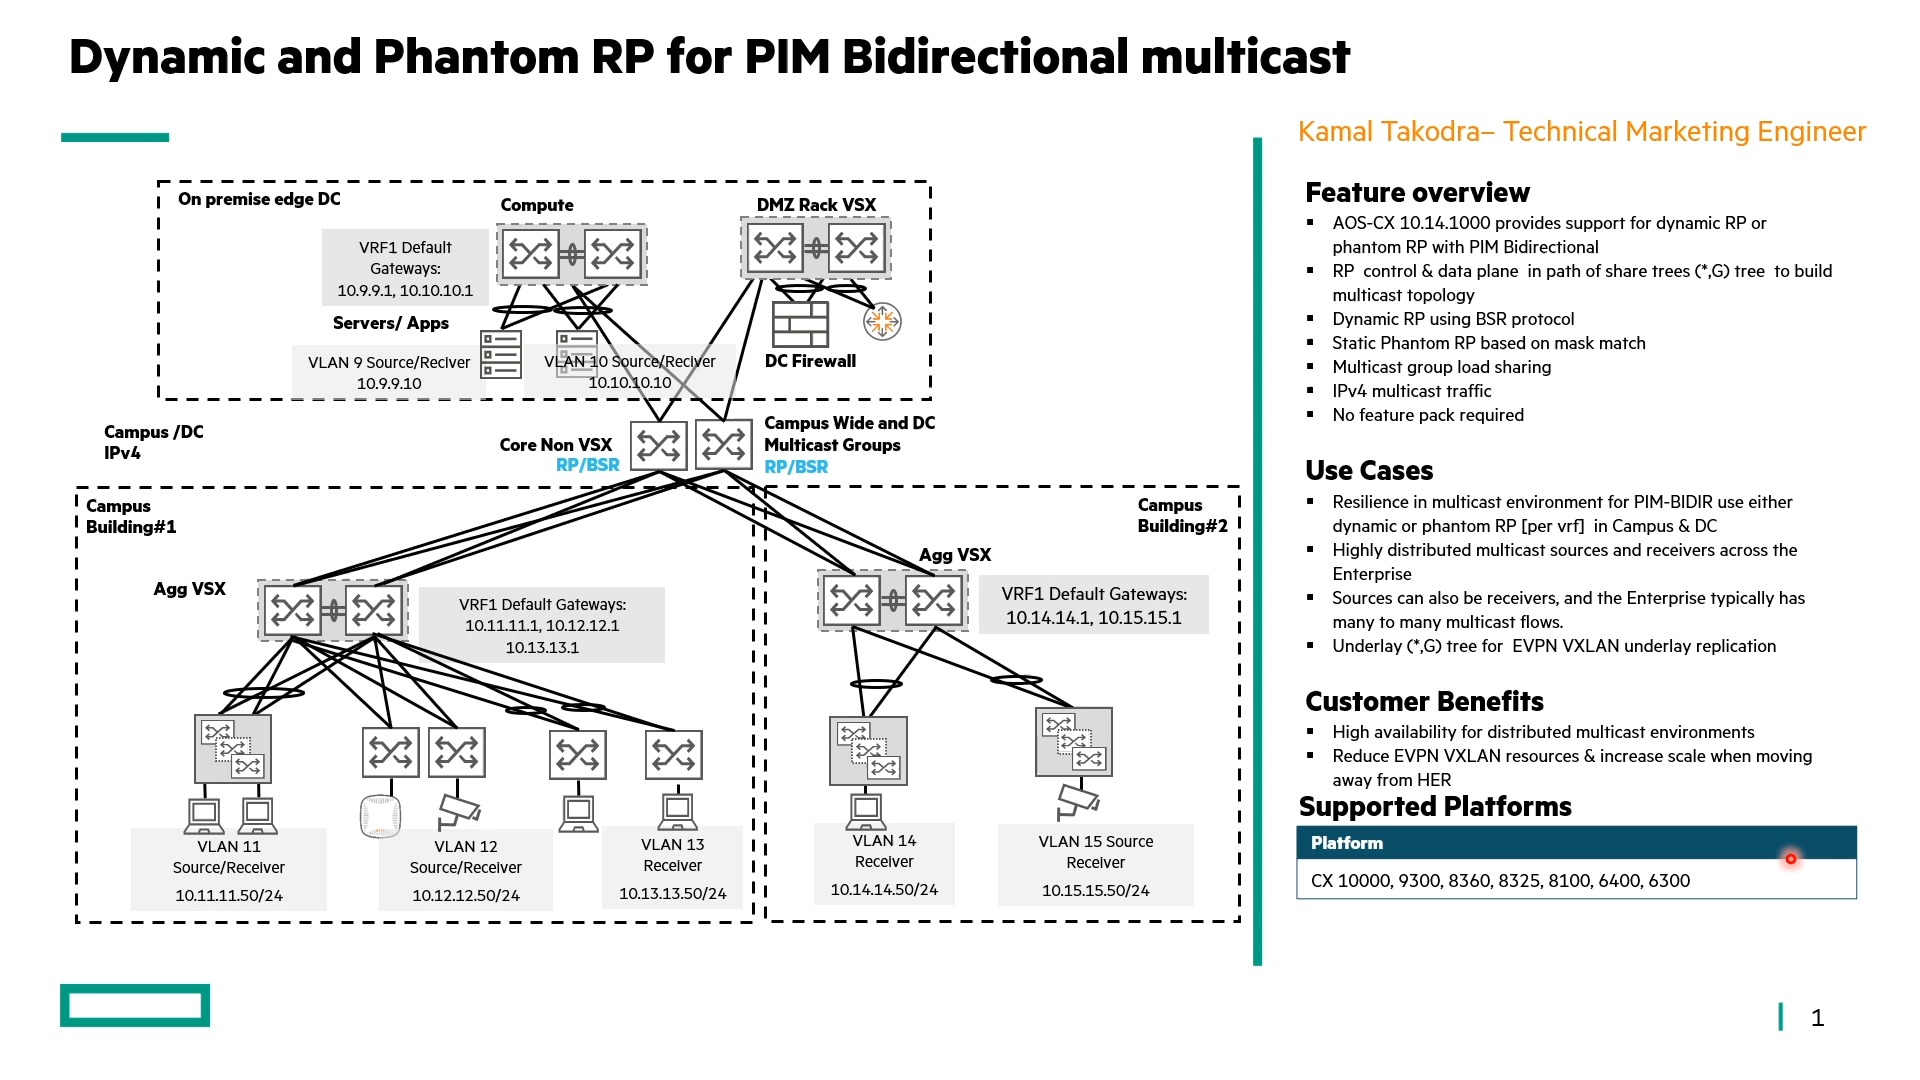 Dynamic and Phantom RP for PIM Bidirectional multicast
Kamal Takodra– Technical Marketing Engineer
On premise edge DC
Compute
DMZ Rack VSX
VRF1 Default
Gateways:
10.9.9.1, 10.10.10.1
Servers/ Apps
VLAN 9 Source/Reciver
10.9.9.10
VLAN 10 Source/Reciver
10.10.10.10
DC Firewall
Campus /DC
IPv4
Core Non VSX
RP/BSR
Campus Wide and DC
Multicast Groups
RP/BSR
Campus
Building#1
Agg VSX
VRF1 Default Gateways:
10.11.11.1, 10.12.12.1
10.13.13.1
VLAN 11
Source/Receiver
10.11.11.50/24
VLAN 12
Source/Receiver
10.12.12.50/24
VLAN 13
Receiver
10.13.13.50/24
Campus
Building#2
Agg VSX
VRF1 Default Gateways:
10.14.14.1, 10.15.15.1
VLAN 14
Receiver
10.14.14.50/24
VLAN 15 Source
Receiver
10.15.15.50/24
Feature overview
▪ AOS-CX 10.14.1000 provides support for dynamic RP or
phantom RP with PIM Bidirectional
▪ RP control & data plane in path of share trees (*,G) tree to build
multicast topology
▪ Dynamic RP using BSR protocol
▪ Static Phantom RP based on mask match
▪ Multicast group load sharing
▪ IPv4 multicast traffic
▪ No feature pack required
Use Cases
▪ Resilience in multicast environment for PIM-BIDIR use either
dynamic or phantom RP [per vrf] in Campus & DC
▪ Highly distributed multicast sources and receivers across the
Enterprise
▪ Sources can also be receivers, and the Enterprise typically has
many to many multicast flows.
▪ Underlay (*,G) tree for EVPN VXLAN underlay replication
Customer Benefits
▪ High availability for distributed multicast environments
▪ Reduce EVPN VXLAN resources & increase scale when moving
away from HER
Supported Platforms
Platform
CX 10000, 9300, 8360, 8325, 8100, 6400, 6300
1